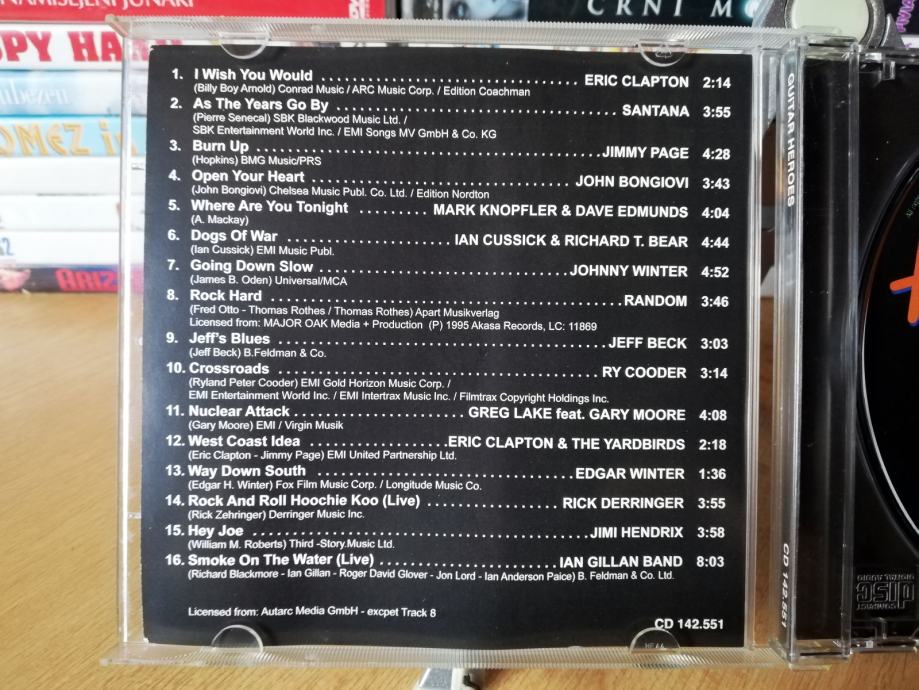 NAMISLJENI JUNAKI
CRNI
1. I Wish You Would ................................ ERIC CLAPTON 2:14
(Billy Boy Arnold) Conrad Music / ARC Music Corp. / Edition Coachman
2. As The Years Go By ................................ SANTANA 3:55
(Pierre Senecal) SBK Blackwood Music Ltd. /
SBK Entertainment World Inc. / EMI Songs MV GmbH & Co. KG
3. Burn Up ................................ JIMMY PAGE 4:28
(Hopkins) BMG Music/PRS
4. Open Your Heart ................................ JOHN BONGIOVI 3:43
(John Bongiovi) Chelsea Music Publ. Co. Ltd. / Edition Nordton
5. Where Are You Tonight ......... MARK KNOPFLER & DAVE EDMUNDS 4:04
(A. Mackay)
6. Dogs Of War ..................... IAN CUSSICK & RICHARD T. BEAR 4:44
(Ian Cussick) EMI Music Publ.
7. Going Down Slow ................................ JOHNNY WINTER 4:52
(James B. Oden) Universal/MCA
8. Rock Hard ................................ RANDOM 3:46
(Fred Otto - Thomas Rothes / Thomas Rothes) Apart Musikverlag
Licensed from: MAJOR OAK Media + Production (P) 1995 Akasa Records, LC: 11869
9. Jeff's Blues ................................ JEFF BECK 3:03
(Jeff Beck) B.Feldman & Co.
10. Crossroads ................................ RY COODER 3:14
(Ryland Peter Cooder) EMI Gold Horizon Music Corp. /
EMI Entertainment World Inc. / EMI Intertrax Music Inc. / Filmtrax Copyright Holdings Inc.
11. Nuclear Attack ..................... GREG LAKE feat. GARY MOORE 4:08
(Gary Moore) EMI / Virgin Musik
12. West Coast Idea .................ERIC CLAPTON & THE YARDBIRDS 2:18
(Eric Clapton - Jimmy Page) EMI United Partnership Ltd.
13. Way Down South ................................ EDGAR WINTER 1:36
(Edgar H. Winter) Fox Film Music Corp. / Longitude Music Co.
14. Rock And Roll Hoochie Koo (Live) ................. RICK DERRINGER 3:55
(Rick Zehringer) Derringer Music Inc.
15. Hey Joe ................................ JIMI HENDRIX 3:58
(William M. Roberts) Third -Story.Music Ltd.
16. Smoke On The Water (Live) ........................ IAN GILLAN BAND 8:03
(Richard Blackmore - Ian Gillan - Roger David Glover - Jon Lord - Ian Anderson Paice) B. Feldman & Co. Ltd.
Licensed from: Autarc Media GmbH - excpet Track 8
CD 142.551
GUITAR HEROES
CD 142.551
COMPACT
disc
DIGITAL AUDIO